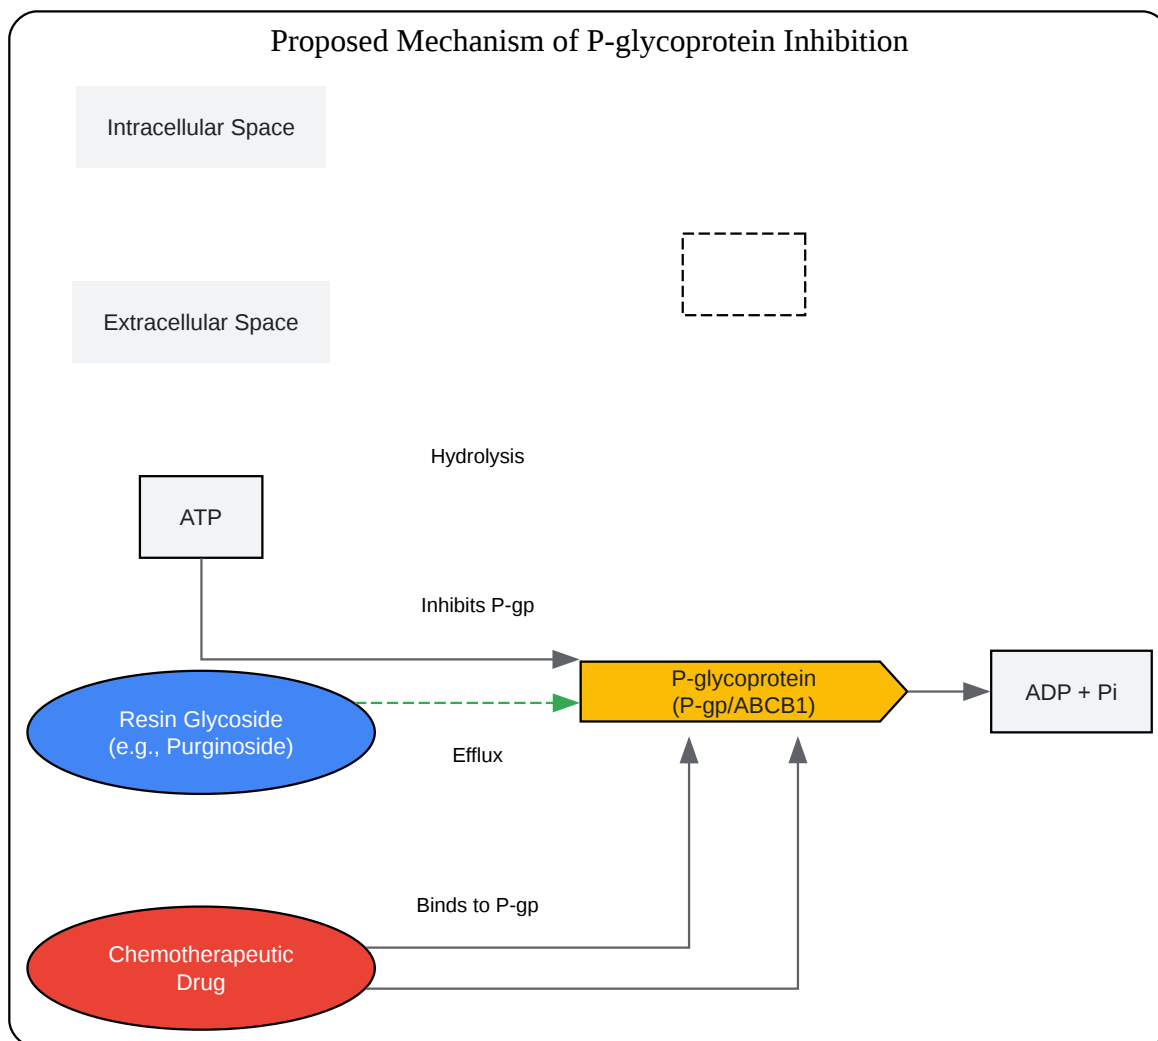 Proposed Mechanism of P-glycoprotein Inhibition
Intracellular Space
Extracellular Space
Hydrolysis
ATP
Inhibits P-gp
P-glycoprotein
(P-gp/ABCB1)
ADP + Pi
Resin Glycoside
(e.g., Purginoside)
Efflux
Binds to P-gp
Chemotherapeutic
Drug